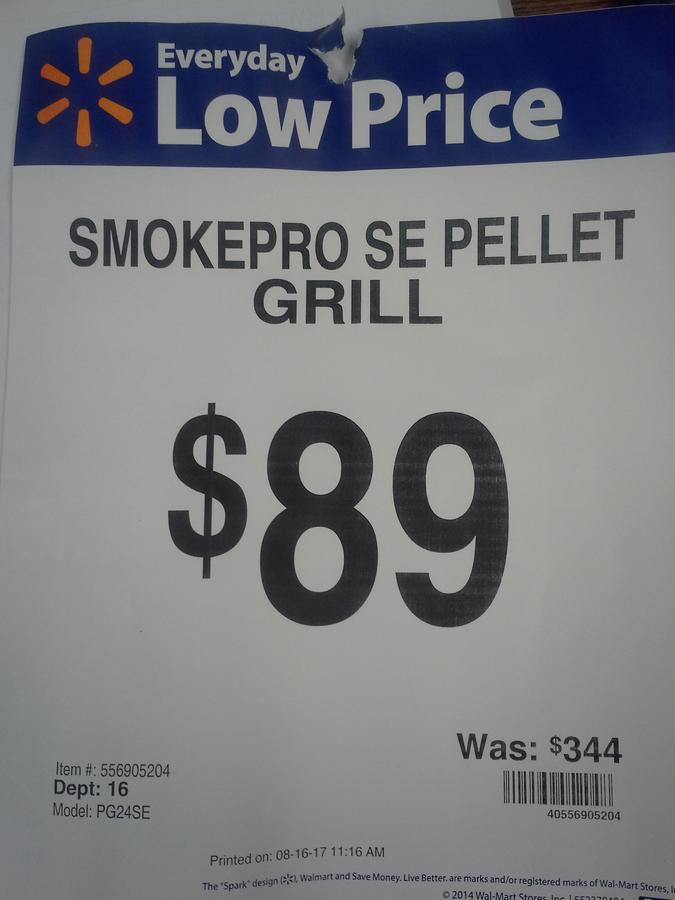 Everyday
Low Price
SMOKEPRO SE PELLET
GRILL
$89
Was: $344
Item #: 556905204
Dept: 16
Model: PG24SE
40556905204
Printed on: 08-16-17 11:16 AM
The "Spark" design ( ), Walmart and Save Money. Live Better. are marks and/or registered marks of Wal-Mart Stores,
© 2014 Wal-Mart Stores, Inc. |